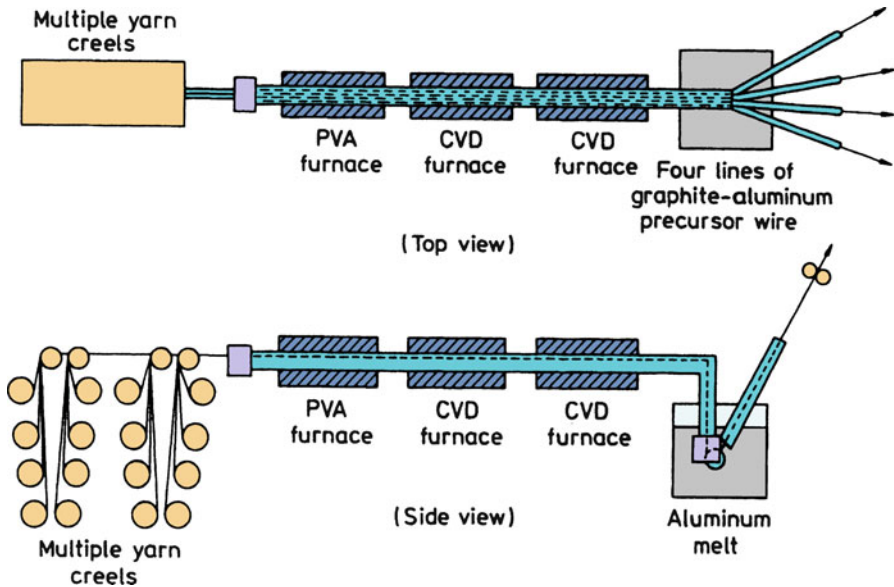 Multiple yarn
creels
PVA
furnace
CVD
furnace
CVD
furnace
Four lines of
graphite-aluminum
precursor wire
(Top view)
PVA
furnace
CVD
furnace
CVD
furnace
Multiple yarn
creels
(Side view)
Aluminum
melt